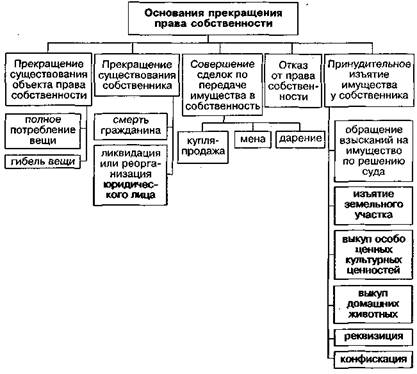 Основания прекращения
права собственности
Прекращение
существования
объекта права
собственности
полное
потребление
вещи
гибель вещи
Прекращение
существования
собственника
смерть
гражданина
ликвидация
или реорга-
низация
юридичес-
кого лица
Совершение
сделок по
передаче
имущества в
собственность
купля-
продажа
мена
дарение
Отказ
от права
собствен-
ности
Принудительное
изъятие
имущества
у собственника
обращение
взысканий на
имущество
по решению
суда
изъятие
земельного
участка
выкуп особо
ценных
культурных
ценностей
выкуп
домашних
животных
реквизиция
конфискация